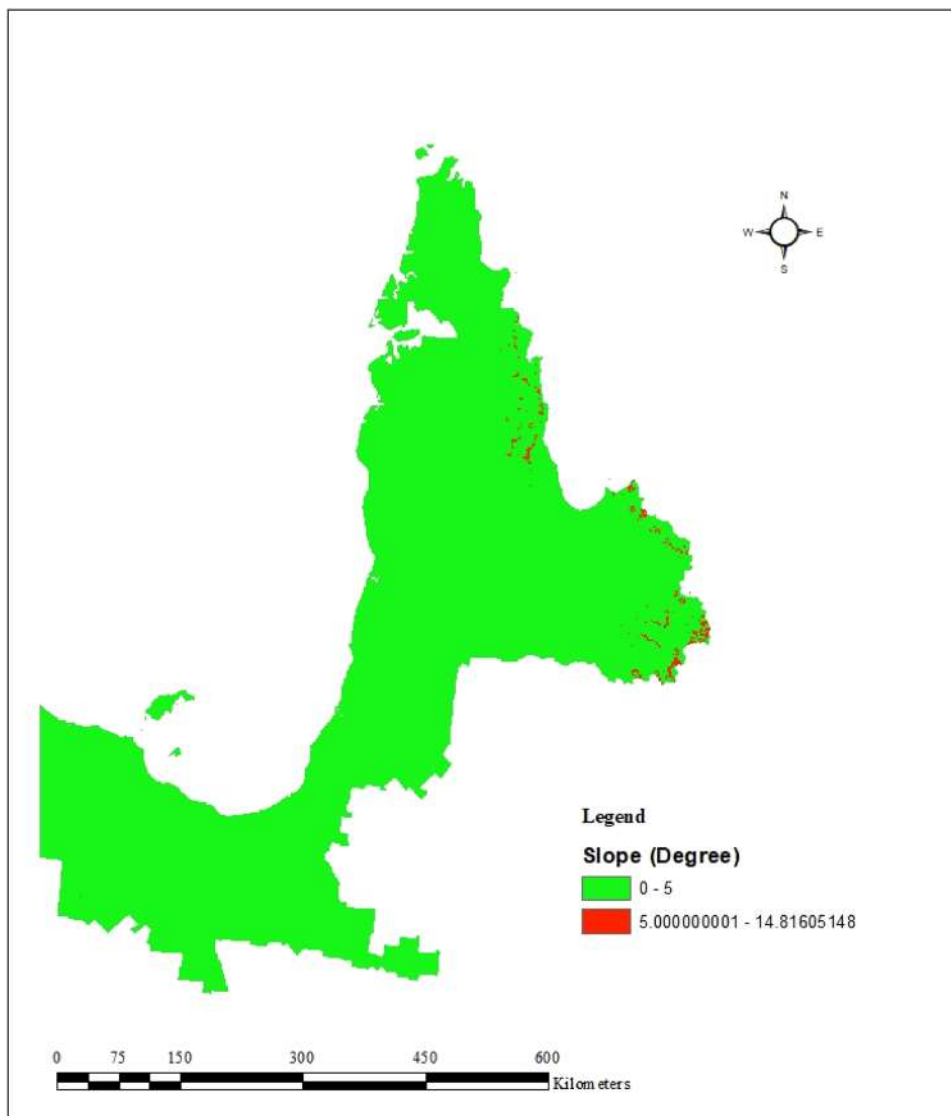 N
W E
S
Legend
Slope (Degree)
0 - 5
5.000000001 - 14.81605148
0 75 150 300 450 600
Kilometers